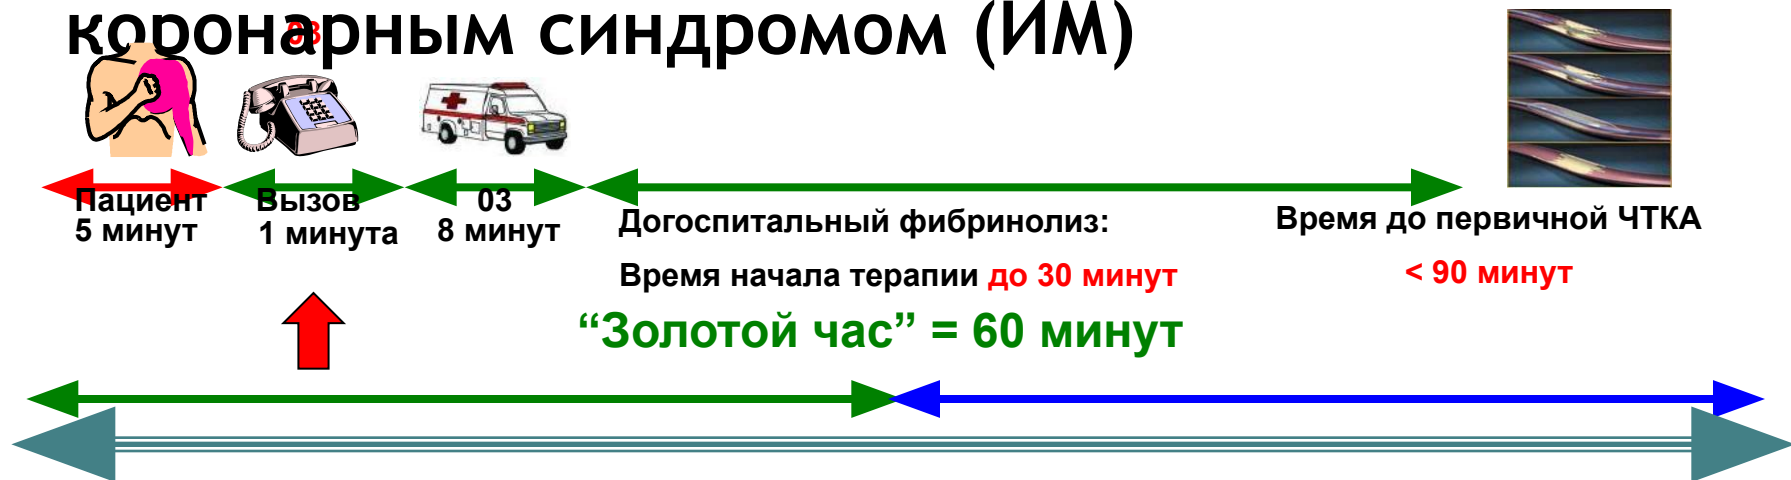 коронарным синдромом (ИМ)
03
Пациент
5 минут
Вызов
1 минута
03
8 минут
Догоспитальный фибринолиз:
Время начала терапии до 30 минут
Время до первичной ЧТКА
< 90 минут
“Золотой час” = 60 минут